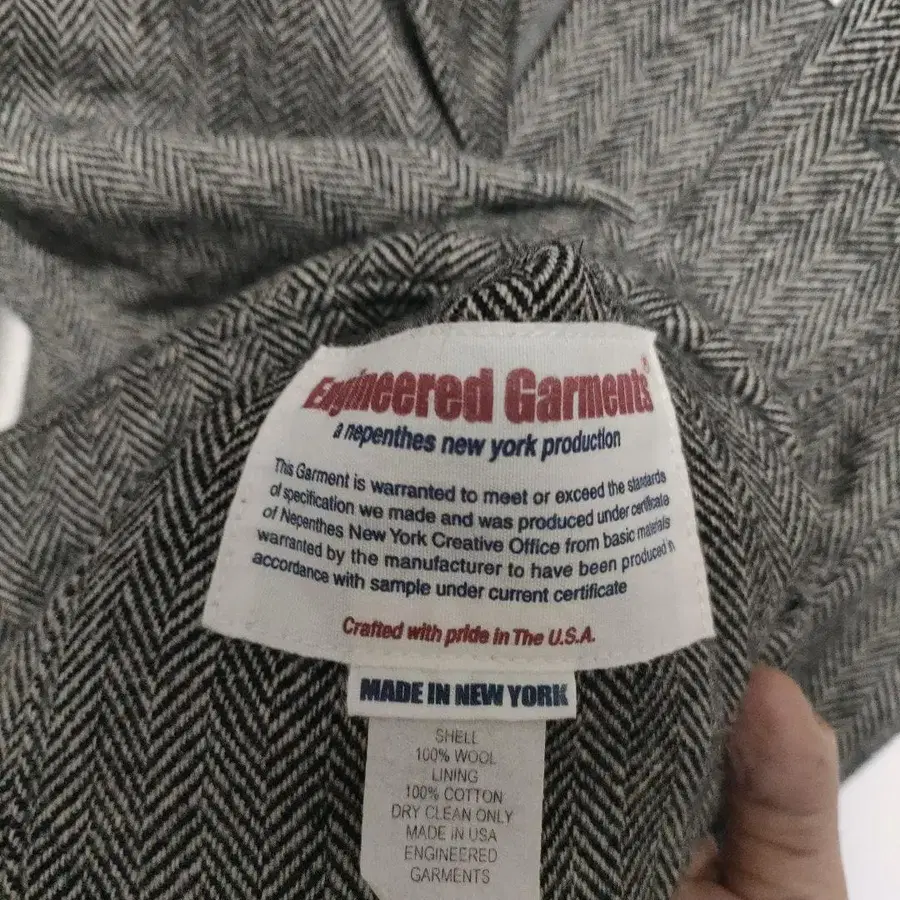 Engineered Garments®
a nepenthes new york production
This Garment is warranted to meet or exceed the standards
of specification we made and was produced under certificate
of Nepenthes New York Creative Office from basic materials
warranted by the manufacturer to have been produced in
accordance with sample under current certificate
Crafted with pride in The U.S.A.
MADE IN NEW YORK
SHELL
100% WOOL
LINING
100% COTTON
DRY CLEAN ONLY
MADE IN USA
ENGINEERED
GARMENTS